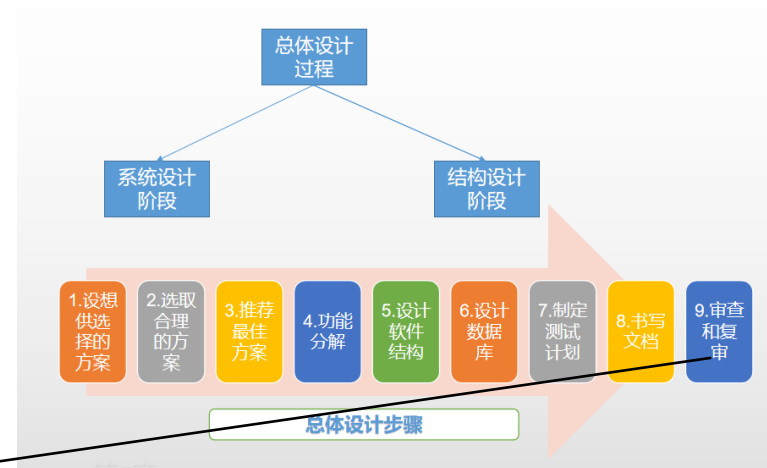 总体设计
过程
系统设计
阶段
结构设计
阶段
1.设想
供选
择的
方案
2.选取
合理
的方
案
3.推荐
最佳
方案
4.功能
分解
5.设计
软件
结构
6.设计
数据
库
7.制定
测试
计划
8.书写
文档
9.审查
和复
审
总体设计步骤